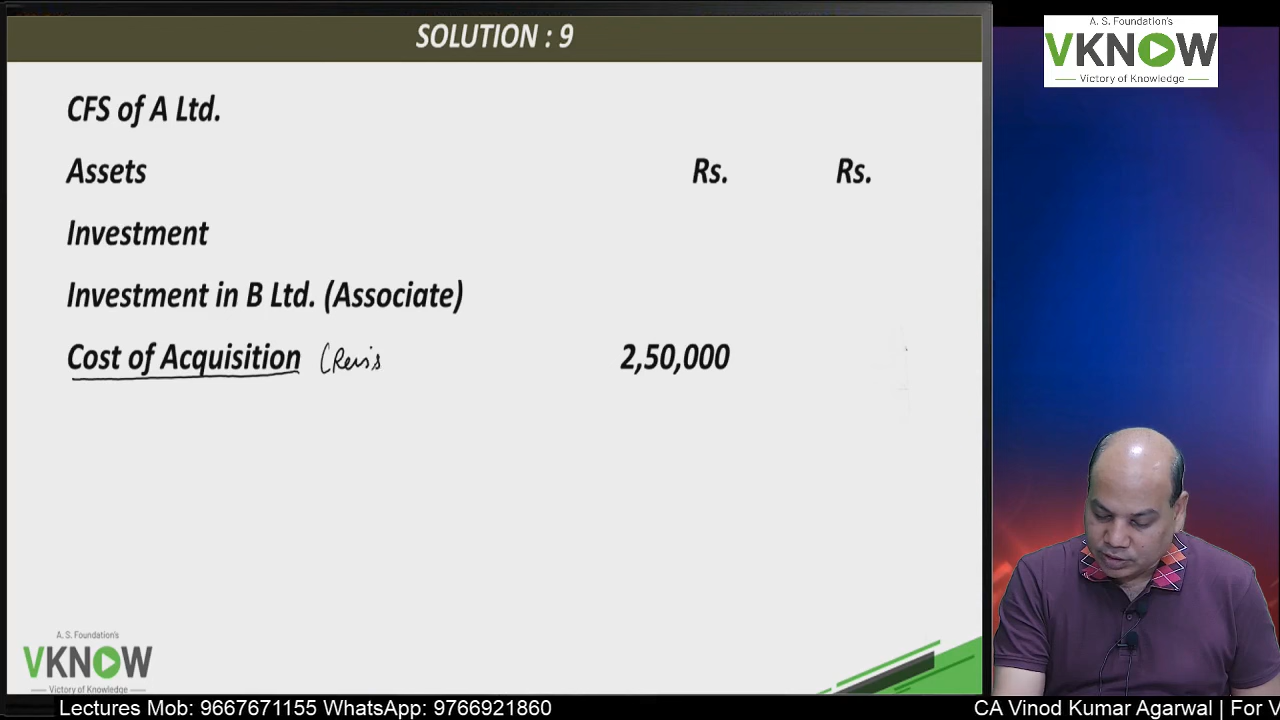 SOLUTION : 9
A. S. Foundation's
VKNOW
Victory of Knowledge
CFS of A Ltd.
Assets Rs. Rs.
Investment
Investment in B Ltd. (Associate)
Cost of Acquisition (Revis 2,50,000
A. S. Foundation's
VKNOW
Victory of Knowledge
Lectures Mob: 9667671155 WhatsApp: 9766921860
CA Vinod Kumar Agarwal | For V